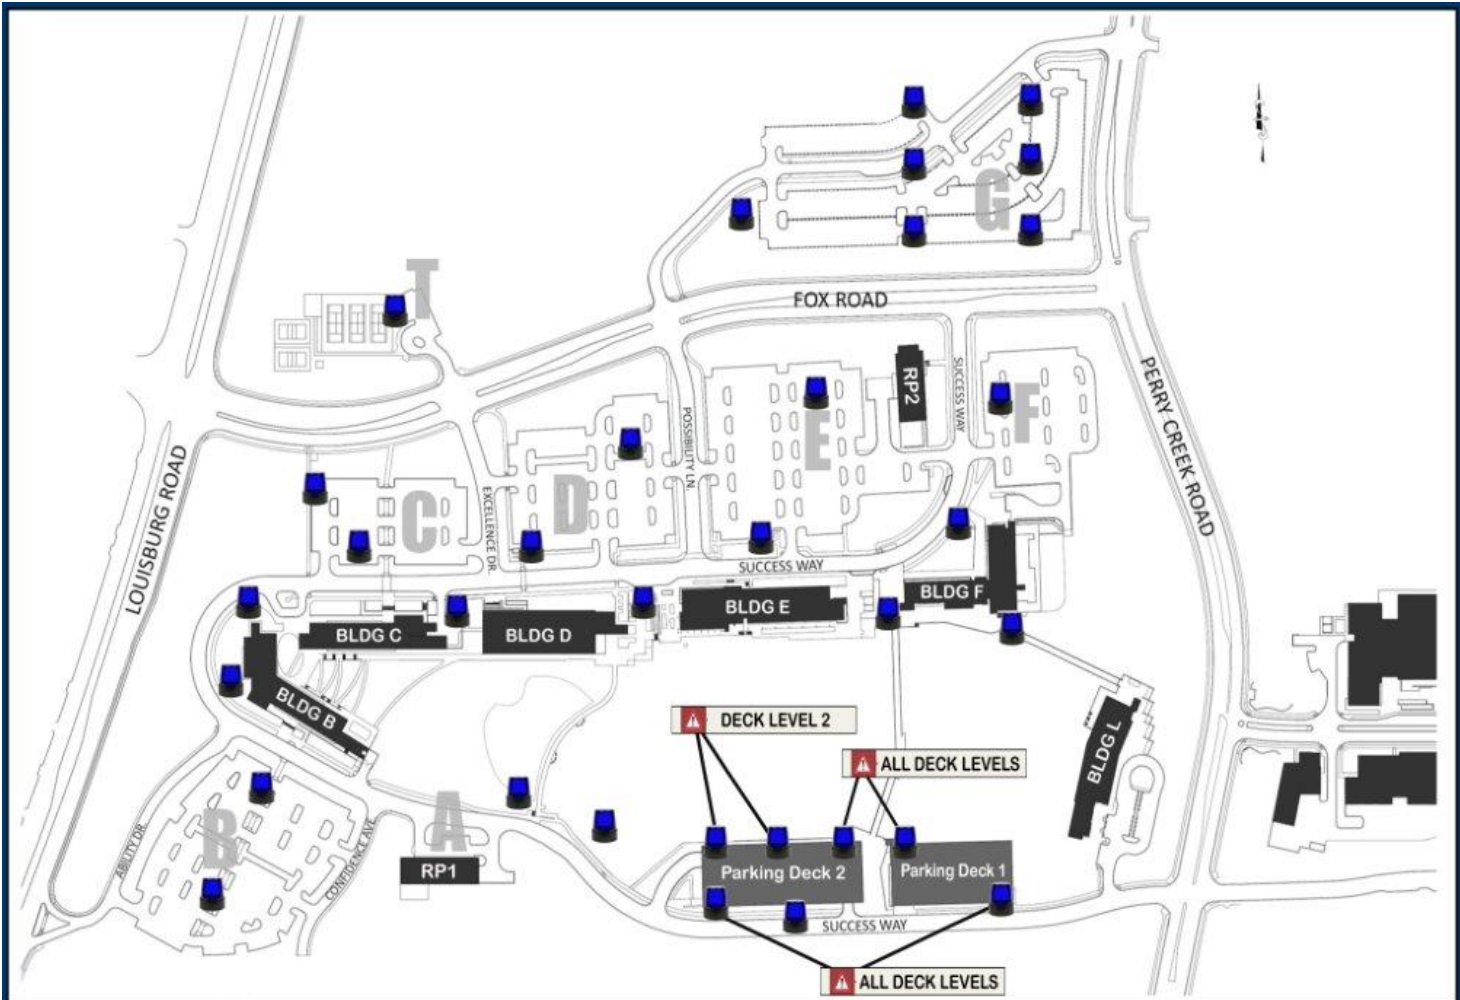 G
T
FOX ROAD
PERRY CREEK ROAD
RP2
SUCCESS WAY
F
E
POSSIBILITY LN.
D
C
EXCELLENCE DR.
LOUISBURG ROAD
SUCCESS WAY
BLDG F
BLDG E
BLDG D
BLDG C
BLDG B
BLDG L
DECK LEVEL 2
ALL DECK LEVELS
A
B
ABILITY DR.
CONFIDENCE AVE
RP1
Parking Deck 2
Parking Deck 1
SUCCESS WAY
ALL DECK LEVELS